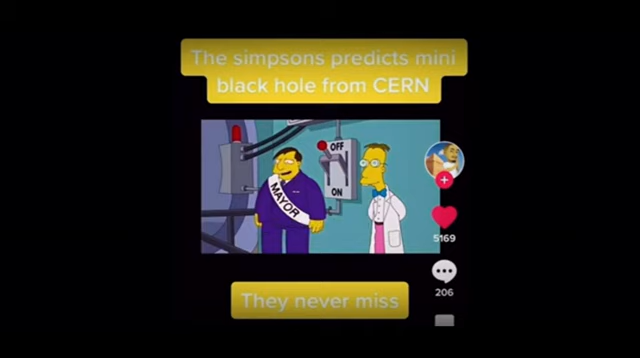 The simpsons predicts mini
black hole from CERN
OFF
MAYOR
ON
5169
206
They never miss